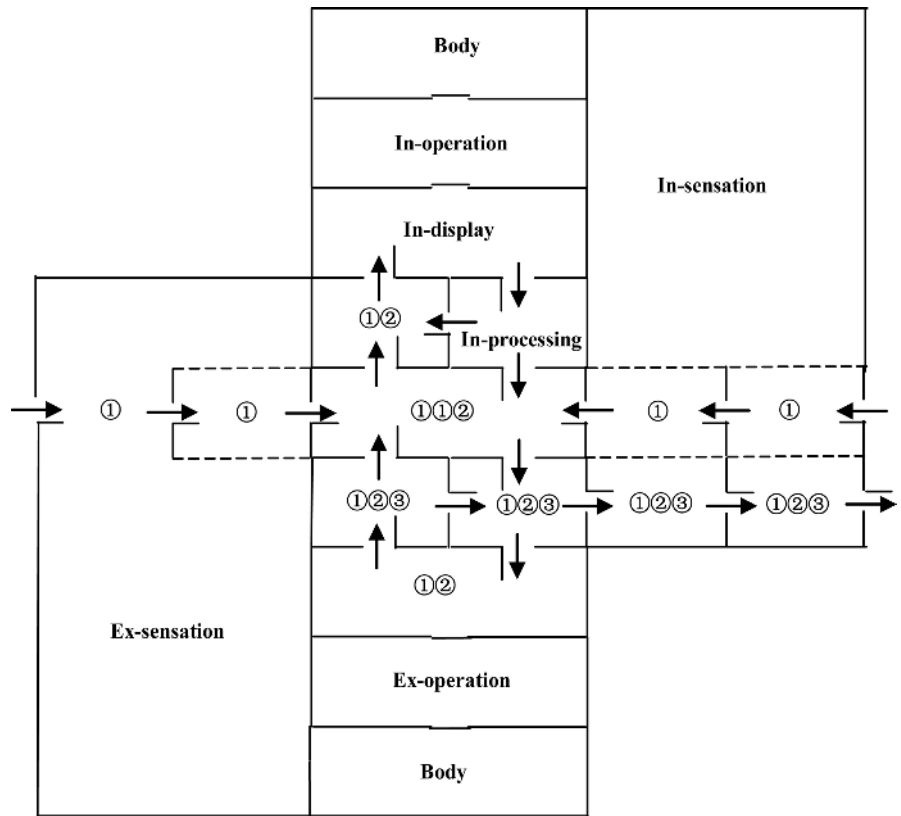 Body
In-operation
In-sensation
In-display
①②
In-processing
① ① ①①② ① ①
①②③ ①②③ ①②③ ①②③
①②
Ex-sensation
Ex-operation
Body